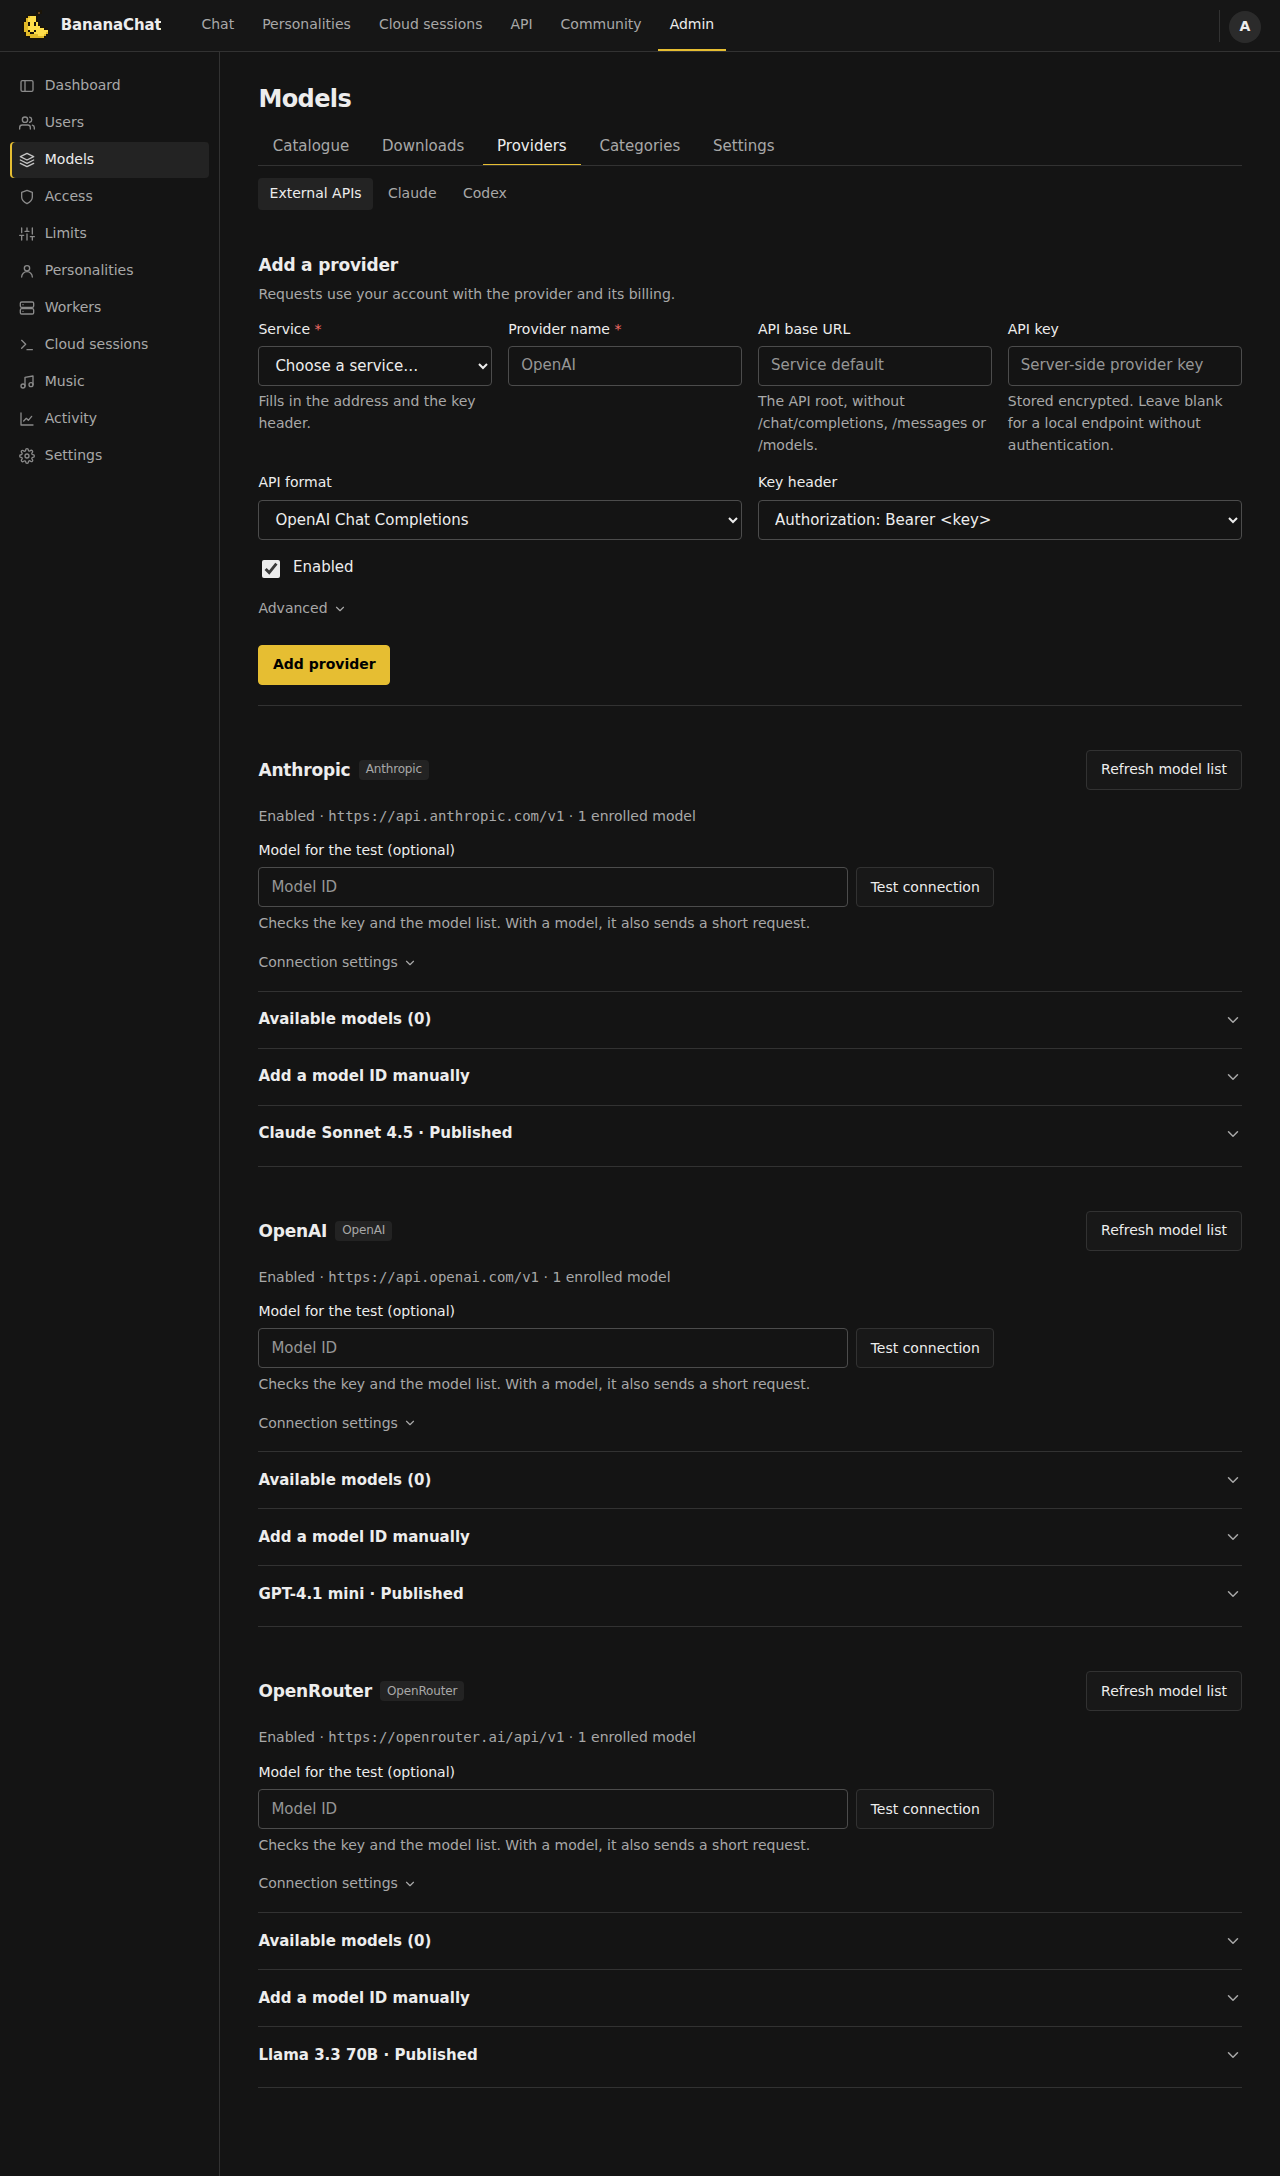 BananaChat
Chat
Personalities
Cloud sessions
API
Community
Admin
A
Dashboard
Users
Models
Access
Limits
Personalities
Workers
Cloud sessions
Music
Activity
Settings
Models
Catalogue
Downloads
Providers
Categories
Settings
External APIs
Claude
Codex
Add a provider
Requests use your account with the provider and its billing.
Service *
Choose a service...
Fills in the address and the key
header.
Provider name *
OpenAI
API base URL
Service default
The API root, without
/chat/completions, /messages or
/models.
API key
Server-side provider key
Stored encrypted. Leave blank
for a local endpoint without
authentication.
API format
OpenAI Chat Completions
Key header
Authorization: Bearer <key>
Enabled
Advanced
Add provider
Anthropic Anthropic
Refresh model list
Enabled · https://api.anthropic.com/v1 · 1 enrolled model
Model for the test (optional)
Model ID
Test connection
Checks the key and the model list. With a model, it also sends a short request.
Connection settings
Available models (0)
Add a model ID manually
Claude Sonnet 4.5 · Published
OpenAI OpenAI
Refresh model list
Enabled · https://api.openai.com/v1 · 1 enrolled model
Model for the test (optional)
Model ID
Test connection
Checks the key and the model list. With a model, it also sends a short request.
Connection settings
Available models (0)
Add a model ID manually
GPT-4.1 mini · Published
OpenRouter OpenRouter
Refresh model list
Enabled · https://openrouter.ai/api/v1 · 1 enrolled model
Model for the test (optional)
Model ID
Test connection
Checks the key and the model list. With a model, it also sends a short request.
Connection settings
Available models (0)
Add a model ID manually
Llama 3.3 70B · Published